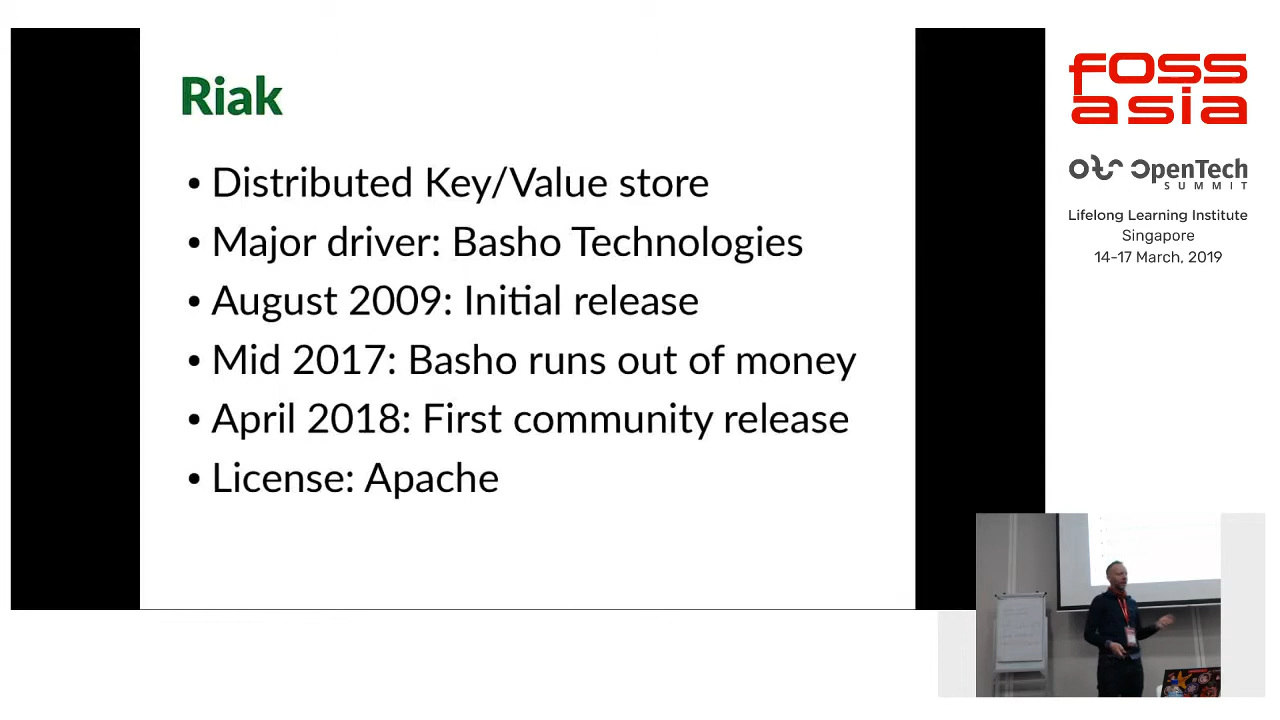 Riak
• Distributed Key/Value store
• Major driver: Basho Technologies
• August 2009: Initial release
• Mid 2017: Basho runs out of money
• April 2018: First community release
• License: Apache
FOSS
asia
OpenTech
SUMMIT
Lifelong Learning Institute
Singapore
14-17 March, 2019